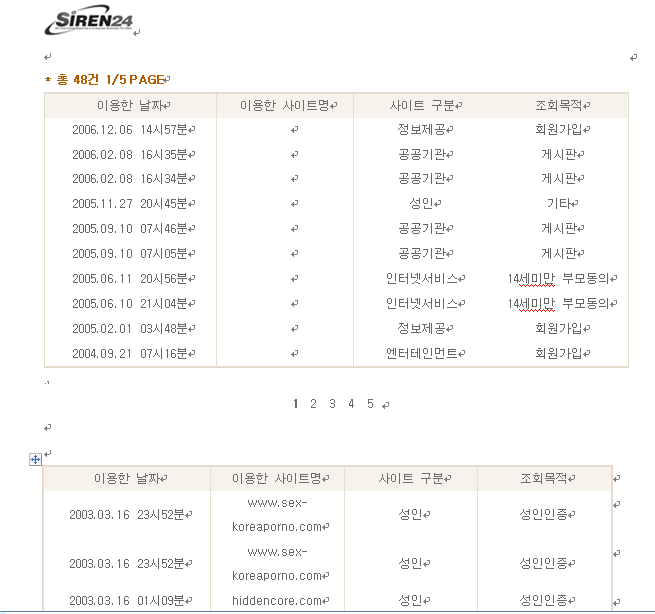 SiREN24
* 총 48건 1/5 PAGE
이용한 날짜 이용한 사이트명 사이트 구분 조회목적
2006.12.06 14시57분 정보제공 회원가입
2006.02.08 16시35분 공공기관 게시판
2006.02.08 16시34분 공공기관 게시판
2005.11.27 20시45분 성인 기타
2005.09.10 07시46분 공공기관 게시판
2005.09.10 07시05분 공공기관 게시판
2005.06.11 20시56분 인터넷서비스 14세미만 부모동의
2005.06.10 21시04분 인터넷서비스 14세미만 부모동의
2005.02.01 03시48분 정보제공 회원가입
2004.09.21 07시16분 엔터테인먼트 회원가입
1 2 3 4 5
이용한 날짜 이용한 사이트명 사이트 구분 조회목적
www.sex-
2003.03.16 23시52분 성인 성인인증
koreaporno.com
www.sex-
2003.03.16 23시52분 성인 성인인증
koreaporno.com
2003.03.16 01시09분 hiddencore.com 성인 성인인증